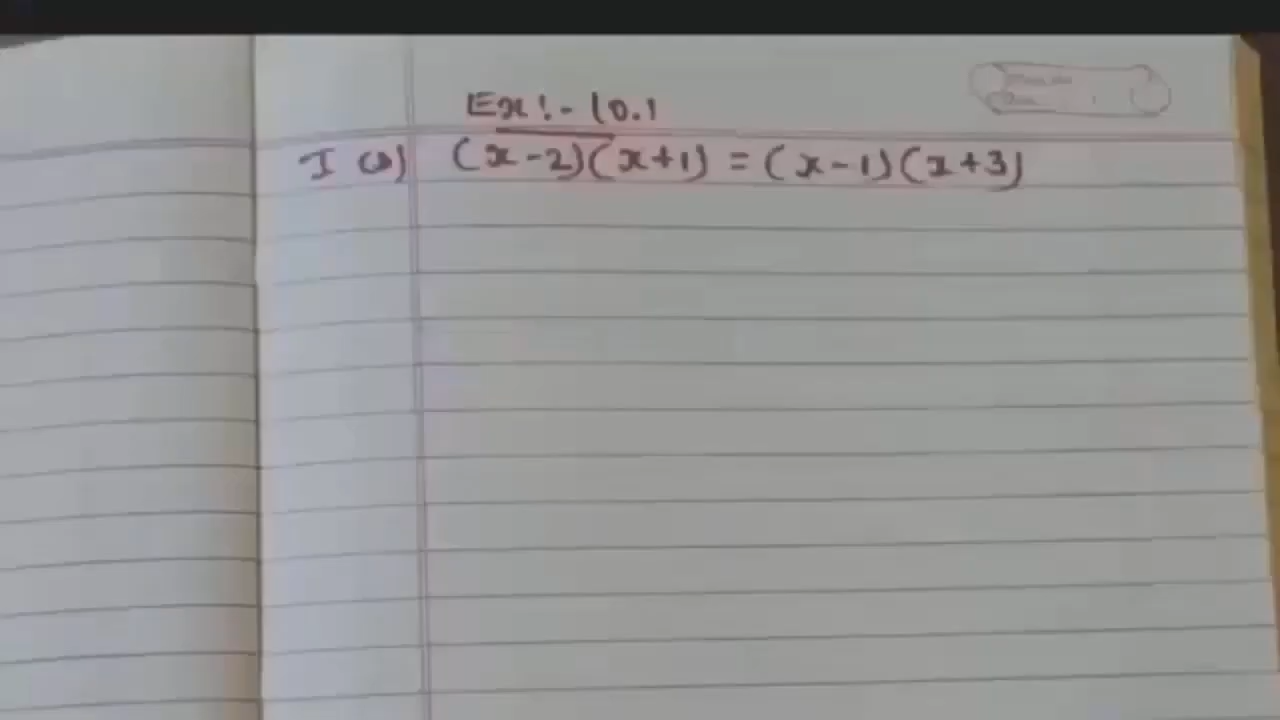 Ex:- 10.1
(x-2)(x+1) = (x-1)(x+3)